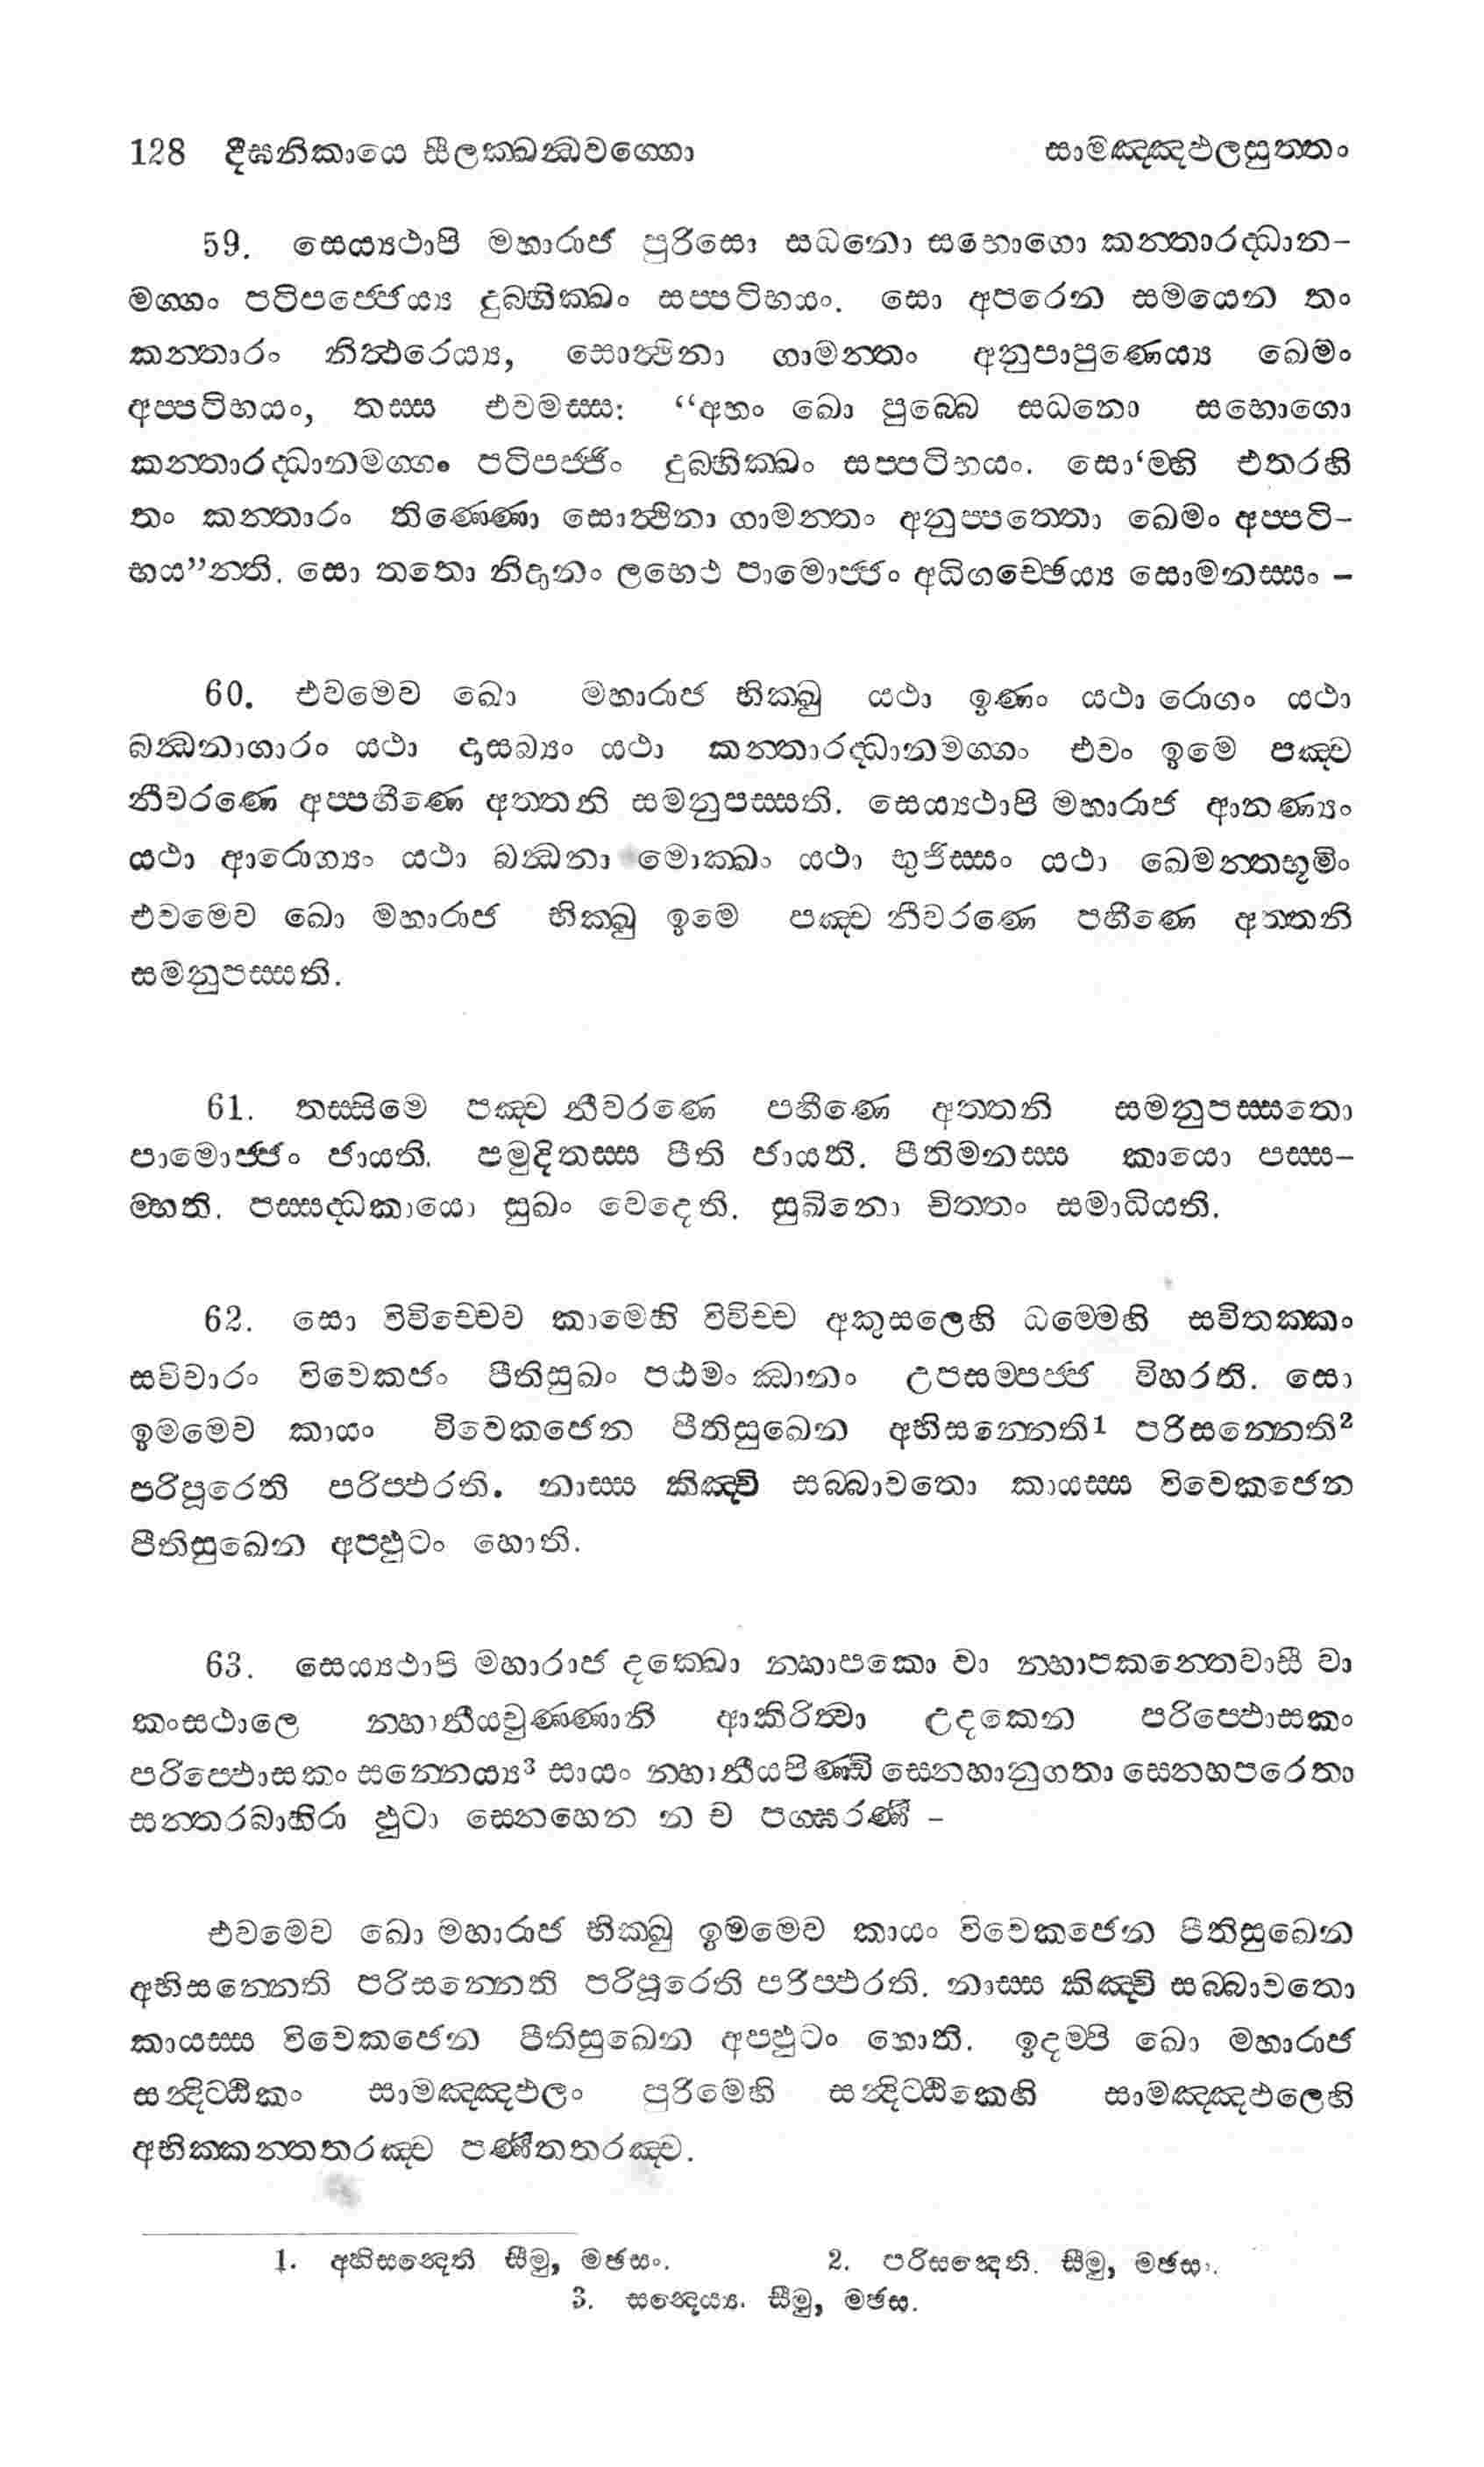 128 දීඝනිකායෙ සීලක්ඛන්ධවග්ගො සාමඤ්ඤඵලසුත්තං
59. සෙය්‍යථාපි මහාරාජ පුරිසො සධනො සභොගො කන්තාරද්ධාන-
මග්ගං පටිපජ්ජෙය්‍ය දුබ්භික්ඛං සප්පටිභයං. සො අපරෙන සමයෙන තං
කන්තාරං නිත්ථරෙය්‍ය, සොත්ථිනා ගාමන්තං අනුපාපුණෙය්‍ය ඛෙමං
අප්පටිභයං, තස්ස එවමස්ස: “අහං ඛො පුබ්බෙ සධනො සභොගො
කන්තාරද්ධානමග්ගං පටිපජ්ජිං දුබ්භික්ඛං සප්පටිභයං. සො‘ම්හි එතරහි
තං කන්තාරං තිණ්ණො සොත්ථිනා ගාමන්තං අනුප්පත්තො ඛෙමං අප්පටි-
භය”න්ති. සො තතො නිදානං ලභෙථ පාමොජ්ජං අධිගච්ඡෙය්‍ය සොමනස්සං -
60. එවමෙව ඛො මහාරාජ භික්ඛු යථා ඉණං යථා රොගං යථා
බන්ධනාගාරං යථා දාසබ්‍යං යථා කන්තාරද්ධානමග්ගං එවං ඉමෙ පඤ්ච
නීවරණෙ අප්පහීණෙ අත්තනි සමනුපස්සති. සෙය්‍යථාපි මහාරාජ ආනණ්‍යං
යථා ආරොග්‍යං යථා බන්ධනා මොක්ඛං යථා භුජිස්සං යථා ඛෙමන්තභූමිං
එවමෙව ඛො මහාරාජ භික්ඛු ඉමෙ පඤ්ච නීවරණෙ පහීණෙ අත්තනි
සමනුපස්සති.
61. තස්සිමෙ පඤ්ච නීවරණෙ පහීණෙ අත්තනි සමනුපස්සතො
පාමොජ්ජං ජායති. පමුදිතස්ස පීති ජායති. පීතිමනස්ස කායො පස්ස-
ම්භති. පස්සද්ධකායො සුඛං වෙදෙති. සුඛිනො චිත්තං සමාධියති.
62. සො විවිච්චෙව කාමෙහි විවිච්ච අකුසලෙහි ධම්මෙහි සවිතක්කං
සවිචාරං විවෙකජං පීතිසුඛං පඨමං ඣානං උපසම්පජ්ජ විහරති. සො
ඉමමෙව කායං විවෙකජෙන පීතිසුඛෙන අභිසන්නෙති¹ පරිසන්නෙති²
පරිපූරෙති පරිප්ඵරති. නාස්ස කිඤ්චි සබ්බාවතො කායස්ස විවෙකජෙන
පීතිසුඛෙන අප්ඵුටං හොති.
63. සෙය්‍යථාපි මහාරාජ දක්ඛො නහාපකො වා නහාපකන්තෙවාසී වා
කංසථාලෙ නහානීයචුණ්ණානි ආකිරිත්වා උදකෙන පරිප්ඵොසකං
පරිප්ඵොසකං සන්නෙය්‍ය³ සායං නහානීයපිණ්ඩි සෙනහානුගතා සෙනහපරෙතා
සන්තරබාහිරා ඵුටා සෙනහෙන න ච පග්ඝරණී -
එවමෙව ඛො මහාරාජ භික්ඛු ඉමමෙව කායං විවෙකජෙන පීතිසුඛෙන
අභිසන්නෙති පරිසන්නෙති පරිපූරෙති පරිප්ඵරති. නාස්ස කිඤ්චි සබ්බාවතො
කායස්ස විවෙකජෙන පීතිසුඛෙන අප්ඵුටං හොති. ඉදම්පි ඛො මහාරාජ
සන්දිට්ඨිකං සාමඤ්ඤඵලං පුරිමෙහි සන්දිට්ඨිකෙහි සාමඤ්ඤඵලෙහි
අභික්කන්තතරඤ්ච පණීතතරඤ්ච.
1. අභිසන්දෙති සීමු, මඡසං. 2. පරිසන්දෙති. සීමු, මඡසං.
3. සන්දෙය්‍ය. සීමු, මඡසං.